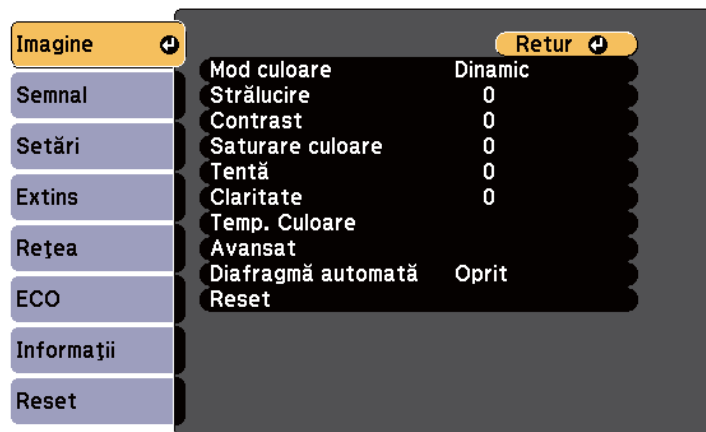 Imagine
Semnal
Setări
Extins
Reţea
ECO
Informaţii
Reset
Retur
Mod culoare Dinamic
Strălucire 0
Contrast 0
Saturare culoare 0
Tentă 0
Claritate 0
Temp. Culoare
Avansat
Diafragmă automată Oprit
Reset